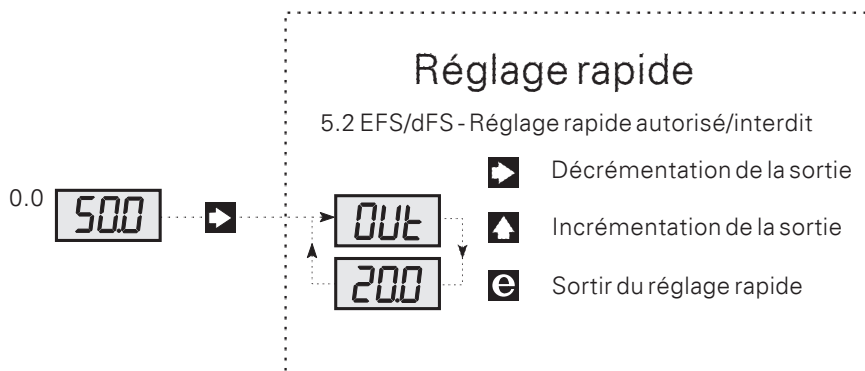 Réglage rapide
5.2 EFS/dFS - Réglage rapide autorisé/interdit
Décrémentation de la sortie
0.0 50.0
OUt
Incrémentation de la sortie
20.0
e Sortir du réglage rapide